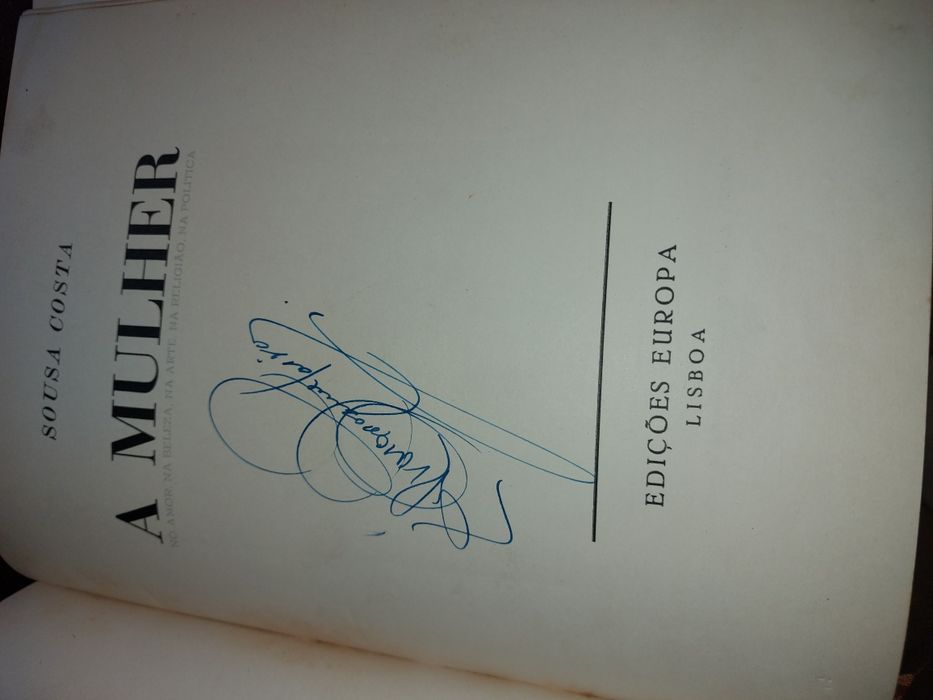 SOUSA COSTA
A MULHER
NO AMOR, NA BELEZA, NA ARTE, NA RELIGIÃO, NA POLÍTICA
EDIÇÕES EUROPA
LISBOA